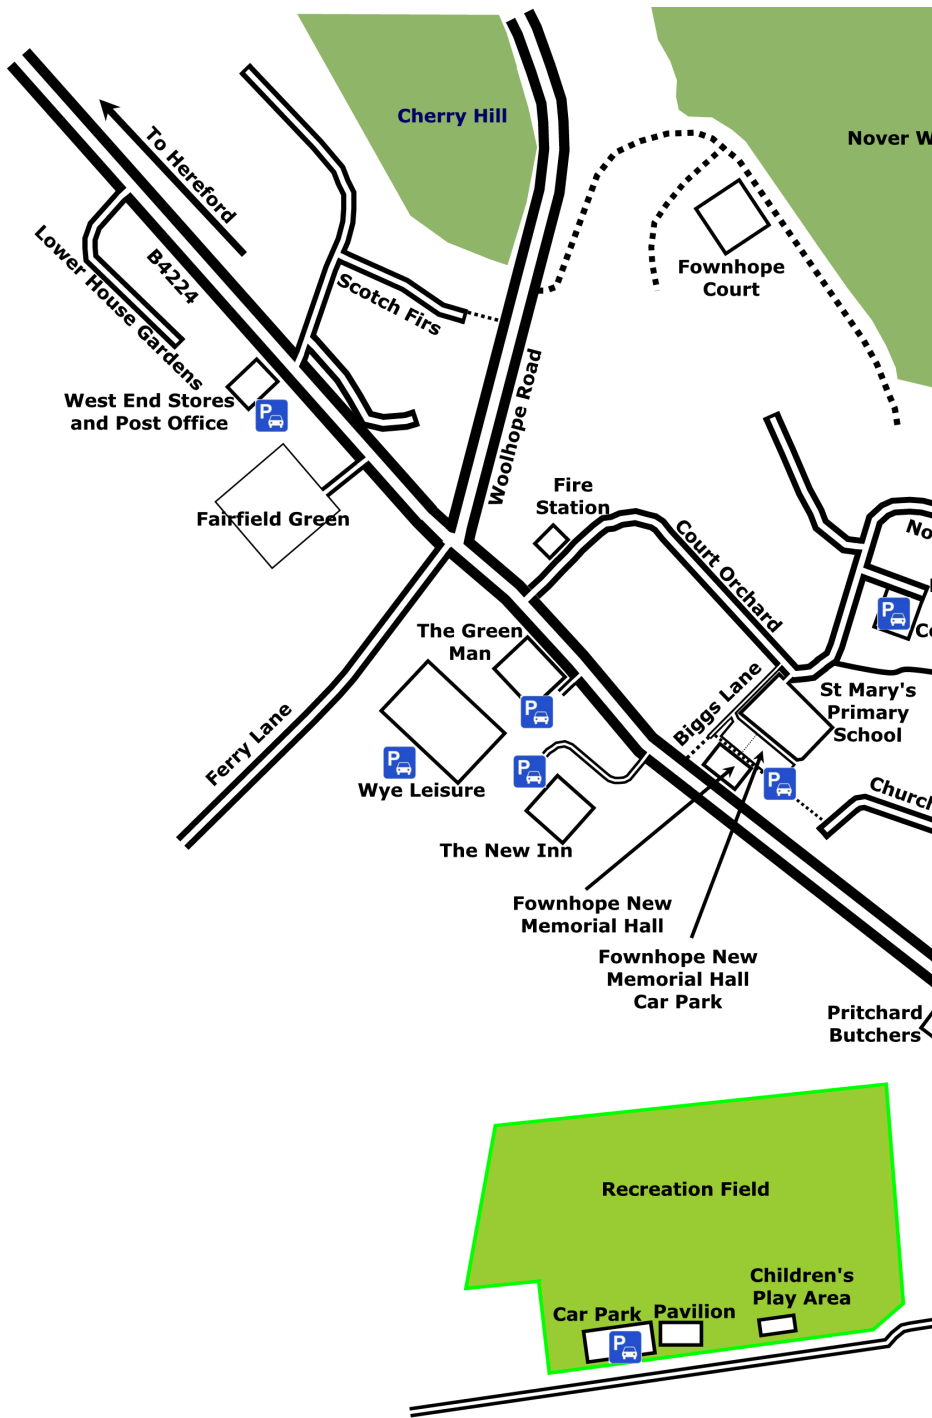 Cherry Hill
Nover W
To Hereford
Lower House Gardens
B4224
Scotch Firs
Fownhope
Court
Woolhope Road
West End Stores
and Post Office
P
Fairfield Green
Fire
Station
Court Orchard
No
P
Co
The Green
Man
P
Biggs Lane
St Mary's
Primary
School
Ferry Lane
P
Wye Leisure
P
The New Inn
P
Church
Fownhope New
Memorial Hall
Fownhope New
Memorial Hall
Car Park
Pritchard
Butchers
Recreation Field
Children's
Play Area
Car Park
Pavilion
P